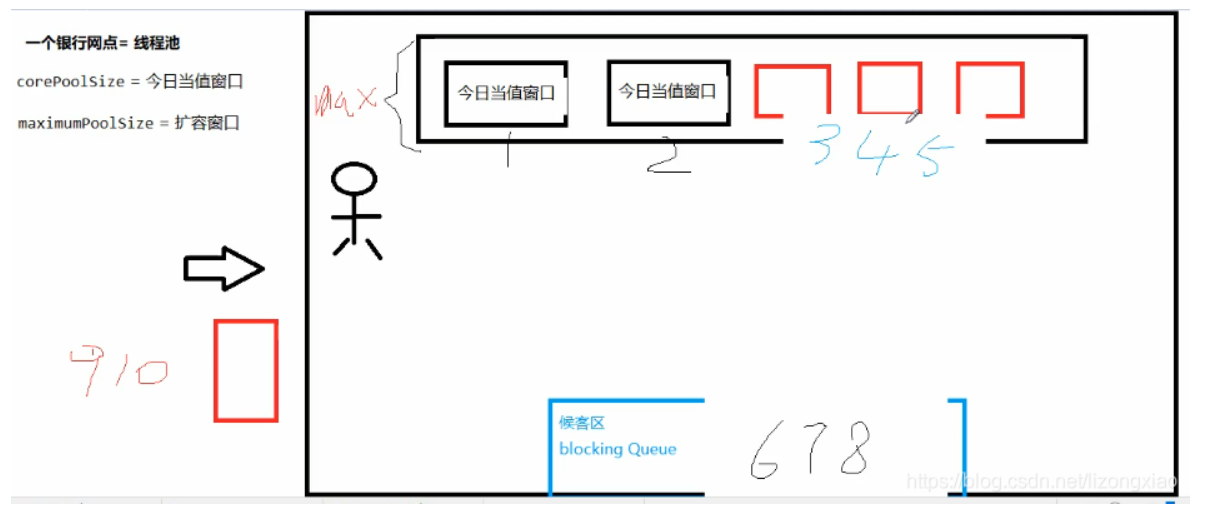 一个银行网点= 线程池
corePoolSize = 今日当值窗口
maximumPoolSize = 扩容窗口
max
今日当值窗口
今日当值窗口
1
2
3 4 5
9 10
候客区
blocking Queue
6 7 8
https://blog.csdn.net/lizongxiao